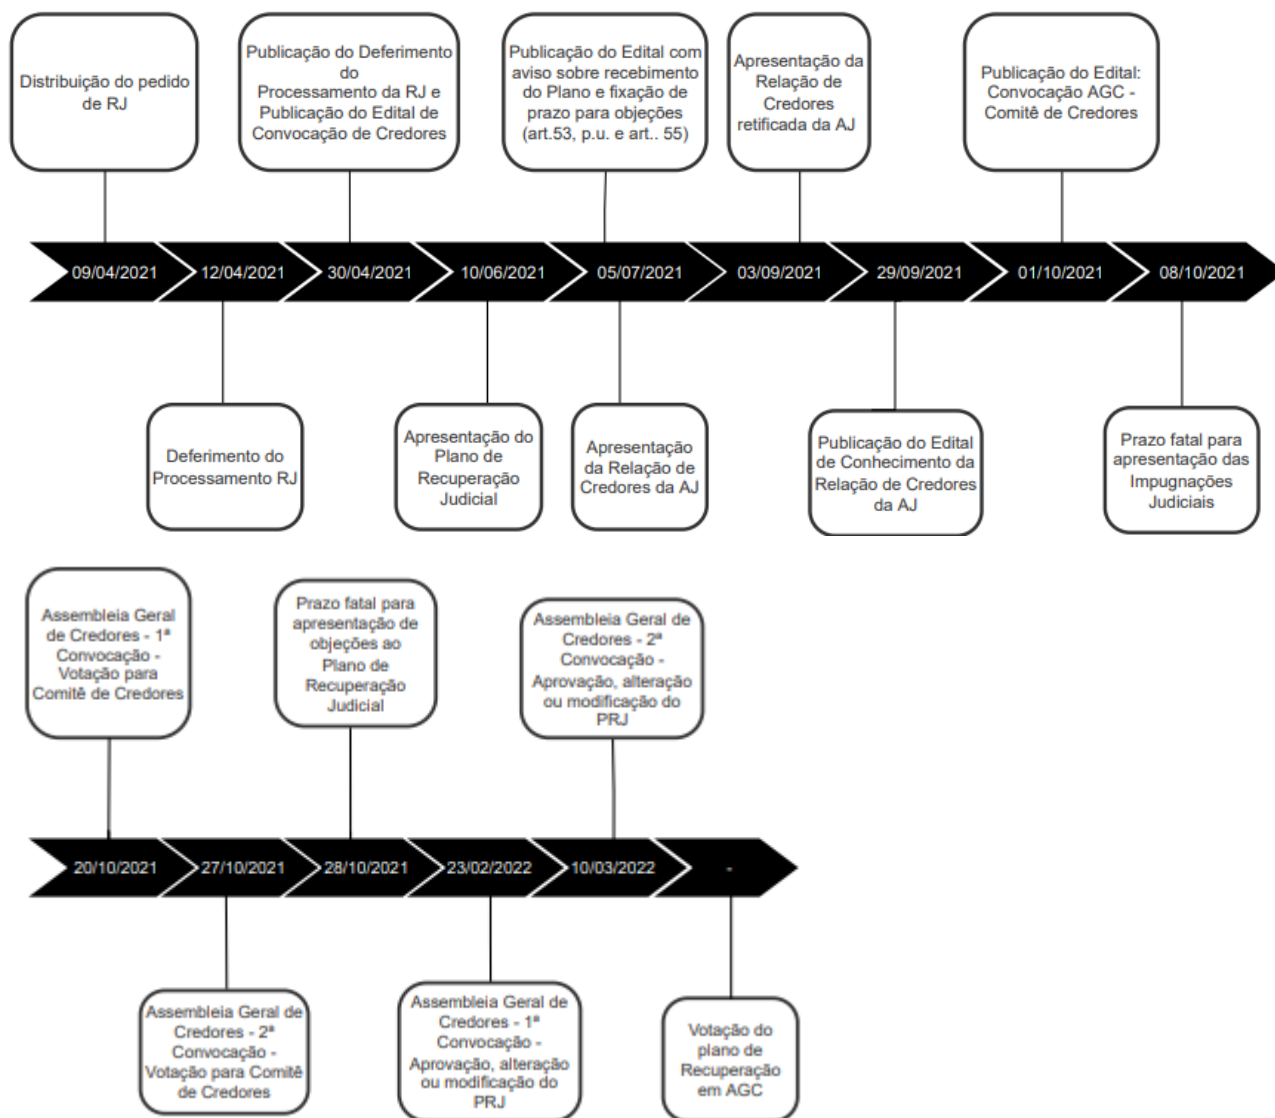 Distribuição do pedido
de RJ
Publicação do Deferimento
do
Processamento da RJ e
Publicação do Edital de
Convocação de Credores
Publicação do Edital com
aviso sobre recebimento
do Plano e fixação de
prazo para objeções
(art.53, p.u. e art.. 55)
Apresentação da
Relação de
Credores
retificada da AJ
Publicação do Edital:
Convocação AGC -
Comitê de Credores
09/04/2021
12/04/2021
30/04/2021
10/06/2021
05/07/2021
03/09/2021
29/09/2021
01/10/2021
08/10/2021
Deferimento do
Processamento RJ
Apresentação do
Plano de
Recuperação
Judicial
Apresentação
da Relação de
Credores da AJ
Publicação do Edital
de Conhecimento da
Relação de Credores
da AJ
Prazo fatal para
apresentação das
Impugnações
Judiciais
Assembleia Geral
de Credores - 1ª
Convocação -
Votação para
Comitê de Credores
Prazo fatal para
apresentação de
objeções ao
Plano de
Recuperação
Judicial
Assembleia Geral de
Credores - 2ª
Convocação -
Aprovação, alteração
ou modificação do
PRJ
20/10/2021
27/10/2021
28/10/2021
23/02/2022
10/03/2022
-
Assembleia Geral de
Credores - 2ª
Convocação -
Votação para Comitê
de Credores
Assembleia Geral de
Credores - 1ª
Convocação -
Aprovação, alteração
ou modificação do
PRJ
Votação do
plano de
Recuperação
em AGC